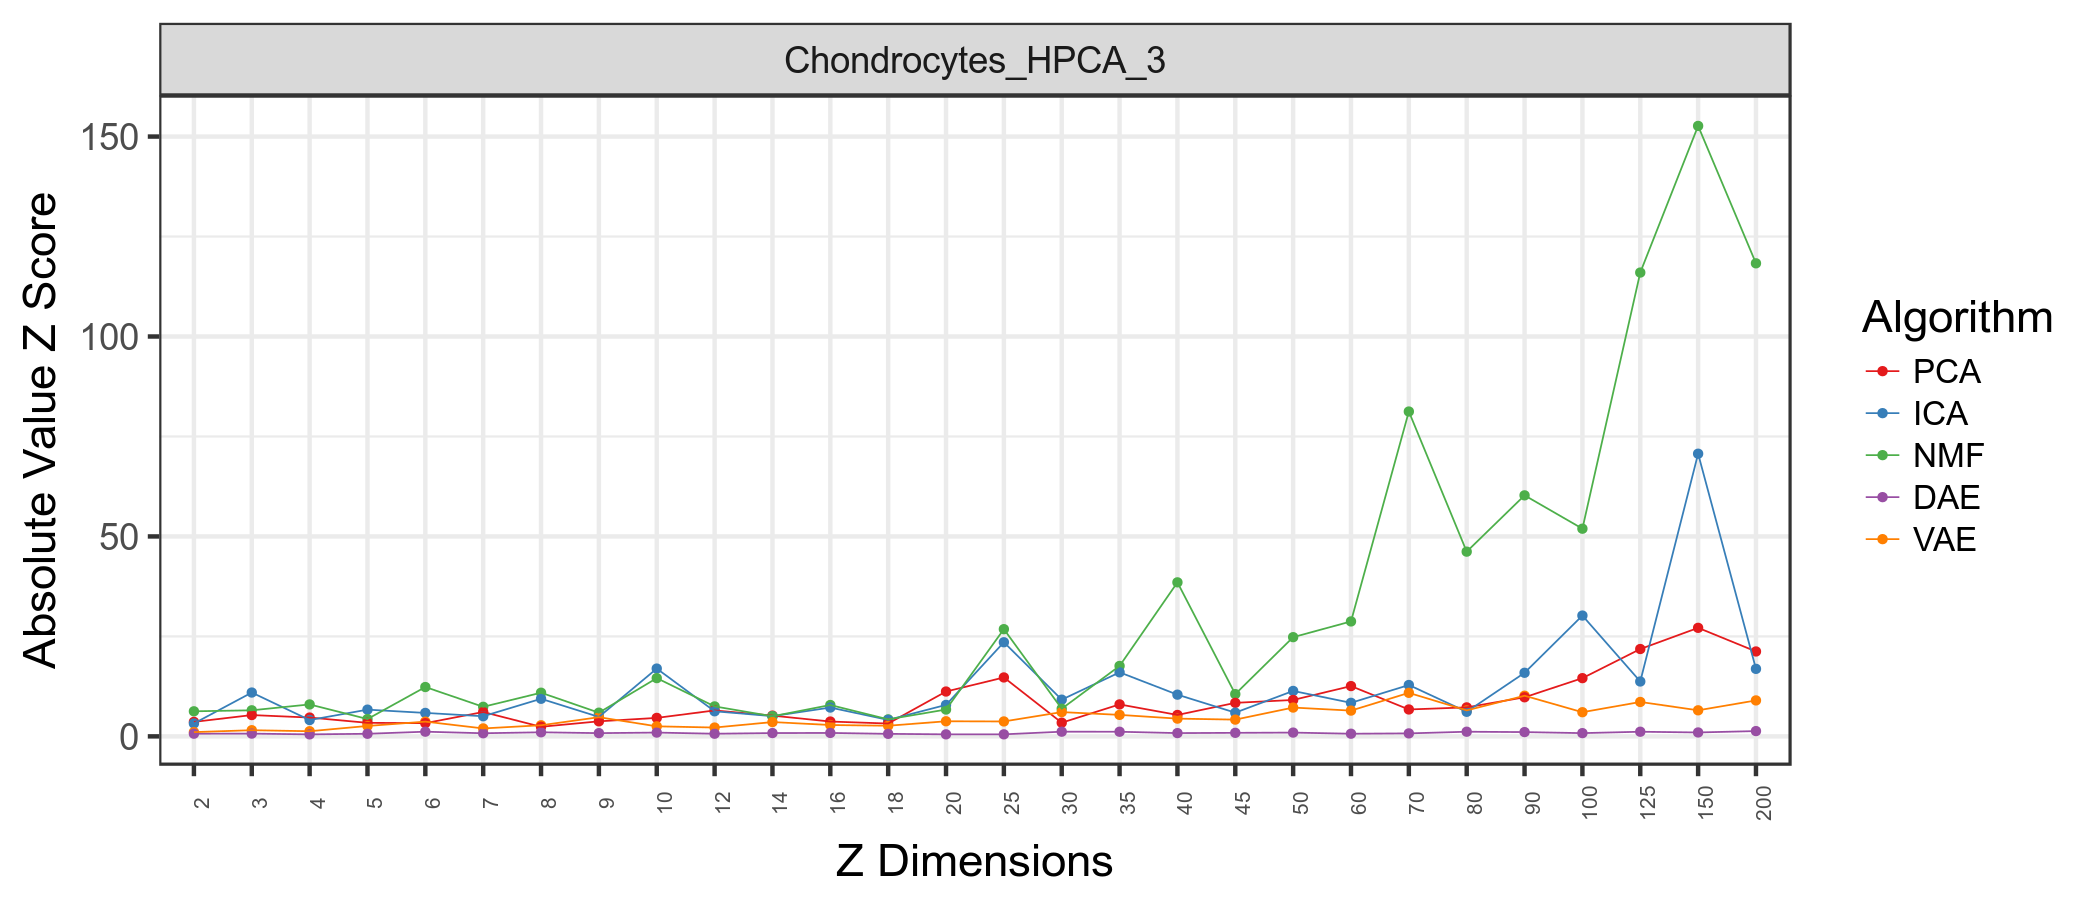 Chondrocytes_HPCA_3
Absolute Value Z Score
150
100
50
0
2 3 4 5 6 7 8 9 10 12 14 16 18 20 25 30 35 40 45 50 60 70 80 90 100 125 150 200
Z Dimensions
Algorithm
PCA
ICA
NMF
DAE
VAE